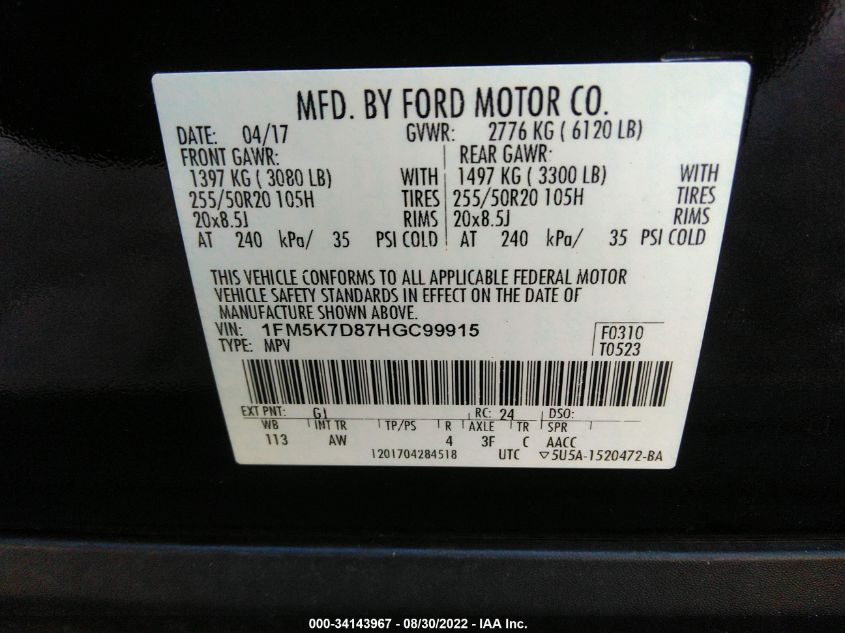 MFD. BY FORD MOTOR CO.
DATE: 04/17 GVWR: 2776 KG ( 6120 LB)
FRONT GAWR: REAR GAWR:
1397 KG ( 3080 LB) WITH 1497 KG ( 3300 LB) WITH
255/50R20 105H TIRES 255/50R20 105H TIRES
20x8.5J RIMS 20x8.5J RIMS
AT 240 kPa/ 35 PSI COLD AT 240 kPa/ 35 PSI COLD
THIS VEHICLE CONFORMS TO ALL APPLICABLE FEDERAL MOTOR
VEHICLE SAFETY STANDARDS IN EFFECT ON THE DATE OF
MANUFACTURE SHOWN ABOVE.
VIN: 1FM5K7D87HGC99915 F0310
TYPE: MPV T0523
EXT PNT: G1 RC: 24 DSO:
WB INT TR TP/PS R AXLE TR SPR
113 AW 4 3F C AACC
1201704284518 UTC ▽5U5A-1520472-BA
000-34143967 - 08/30/2022 - IAA Inc.